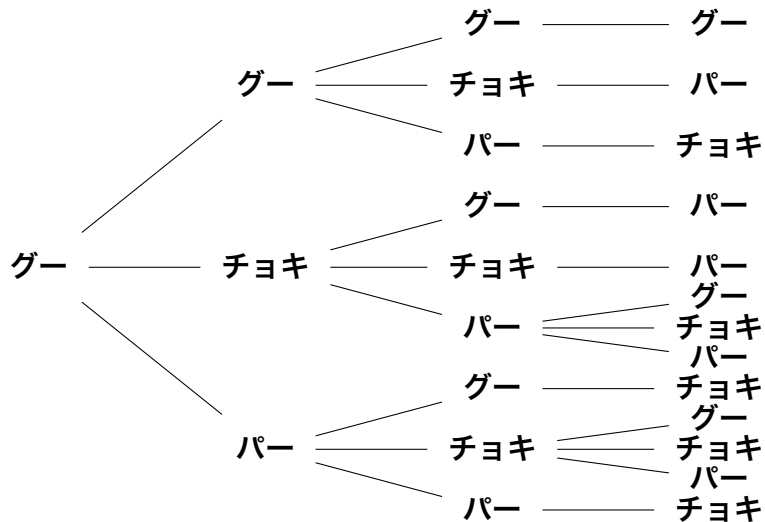 グー グー
グー チョキ パー
パー チョキ
グー パー
グー チョキ チョキ パー
グー
パー チョキ
パー
グー チョキ
グー
パー チョキ チョキ
パー
パー チョキ